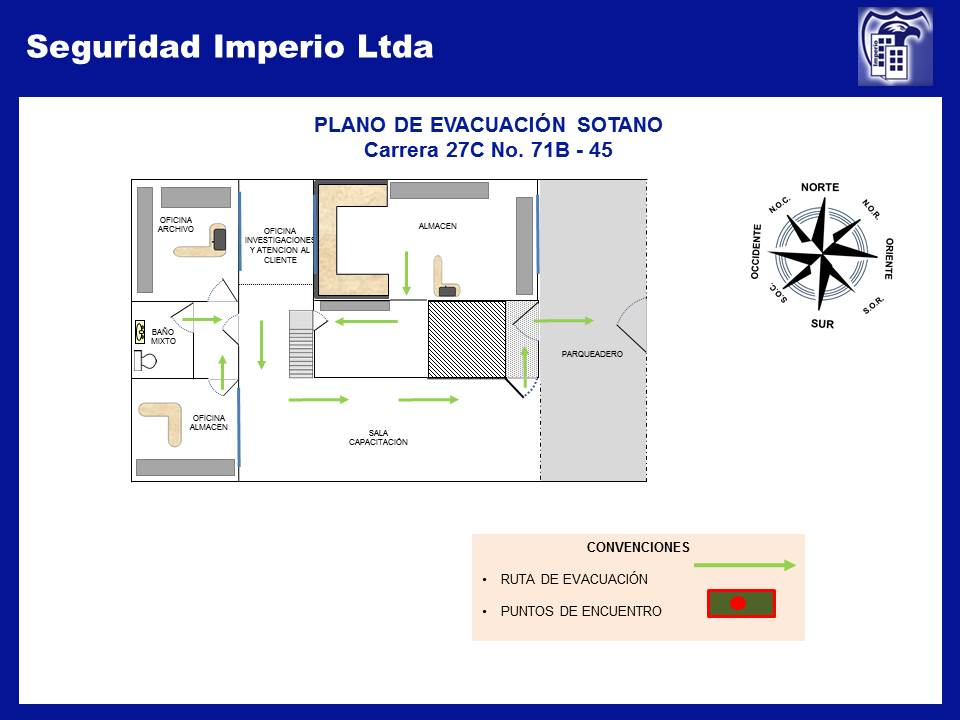 Seguridad Imperio Ltda
Imperio
PLANO DE EVACUACIÓN SOTANO
Carrera 27C No. 71B - 45
OFICINA
ARCHIVO
OFICINA
INVESTIGACIONES
Y ATENCION AL
CLIENTE
ALMACEN
BAÑO
MIXTO
PARQUEADERO
OFICINA
ALMACEN
SALA
CAPACITACIÓN
NORTE
N.O.C.
N.O.R.
OCCIDENTE
ORIENTE
S.O.C.
S.O.R.
SUR
CONVENCIONES
• RUTA DE EVACUACIÓN
• PUNTOS DE ENCUENTRO